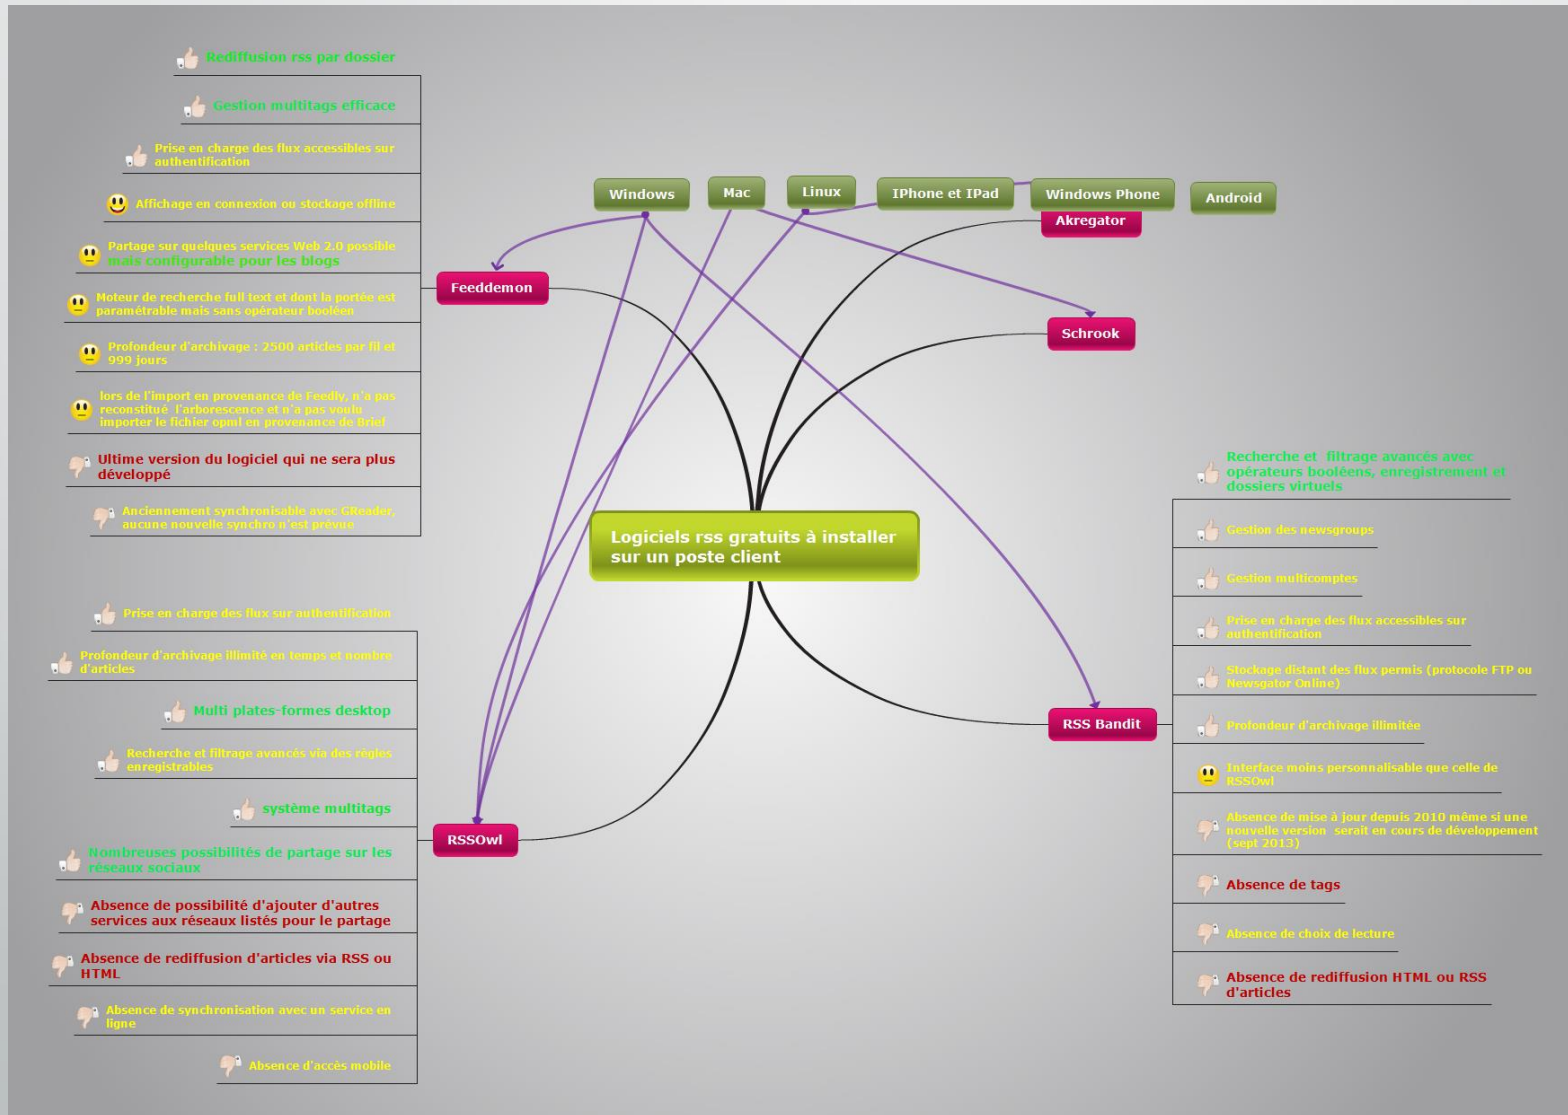 Rediffusion rss par dossier
Gestion multitags efficace
Prise en charge des flux accessibles sur
authentification
Affichage en connexion ou stockage offline
Partage sur quelques services Web 2.0 possible
mais configurable pour les blogs
Moteur de recherche full text et dont la portée est
paramétrable mais sans opérateur booléen
Profondeur d'archivage : 2500 articles par fil et
999 jours
lors de l'import en provenance de Feedly, n'a pas
reconstitué l'arborescence et n'a pas voulu
importer le fichier opml en provenance de Brief
Ultime version du logiciel qui ne sera plus
développé
Anciennement synchronisable avec GReader,
aucune nouvelle synchro n'est prévue
Feeddemon
Windows
Mac
Linux
IPhone et IPad
Windows Phone
Android
Akregator
Schrook
Logiciels rss gratuits à installer
sur un poste client
Prise en charge des flux sur authentification
Profondeur d'archivage illimité en temps et nombre
d'articles
Multi plates-formes desktop
Recherche et filtrage avancés via des règles
enregistrables
système multitags
Nombreuses possibilités de partage sur les
réseaux sociaux
Absence de possibilité d'ajouter d'autres
services aux réseaux listés pour le partage
Absence de rediffusion d'articles via RSS ou
HTML
Absence de synchronisation avec un service en
ligne
Absence d'accès mobile
RSSOwl
RSS Bandit
Recherche et filtrage avancés avec
opérateurs booléens, enregistrement et
dossiers virtuels
Gestion des newsgroups
Gestion multicomptes
Prise en charge des flux accessibles sur
authentification
Stockage distant des flux permis (protocole FTP ou
Newsgator Online)
Profondeur d'archivage illimitée
Interface moins personnalisable que celle de
RSSOwl
Absence de mise à jour depuis 2010 même si une
nouvelle version serait en cours de développement
(sept 2013)
Absence de tags
Absence de choix de lecture
Absence de rediffusion HTML ou RSS
d'articles